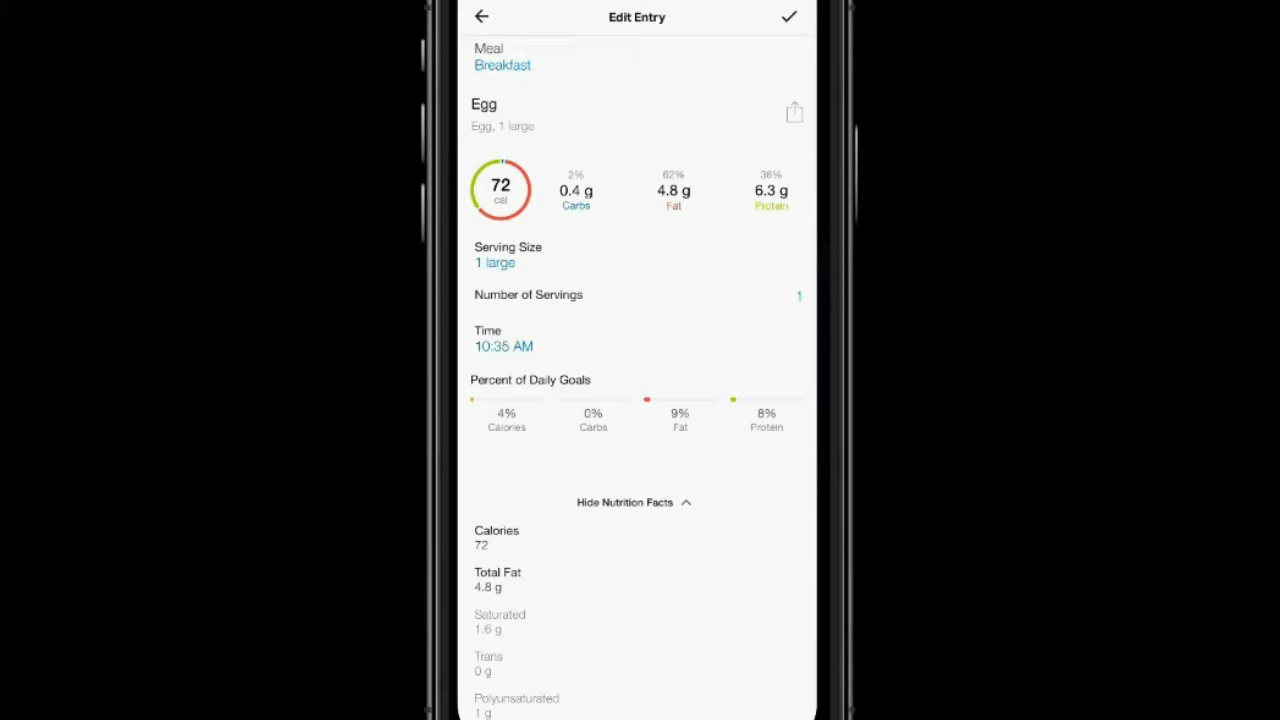 Edit Entry
Meal
Breakfast
Egg
Egg, 1 large
72
cal
2%
0.4 g
Carbs
62%
4.8 g
Fat
36%
6.3 g
Protein
Serving Size
1 large
Number of Servings
1
Time
10:35 AM
Percent of Daily Goals
4%
Calories
0%
Carbs
9%
Fat
8%
Protein
Hide Nutrition Facts
Calories
72
Total Fat
4.8 g
Saturated
1.6 g
Trans
0 g
Polyunsaturated
1 g